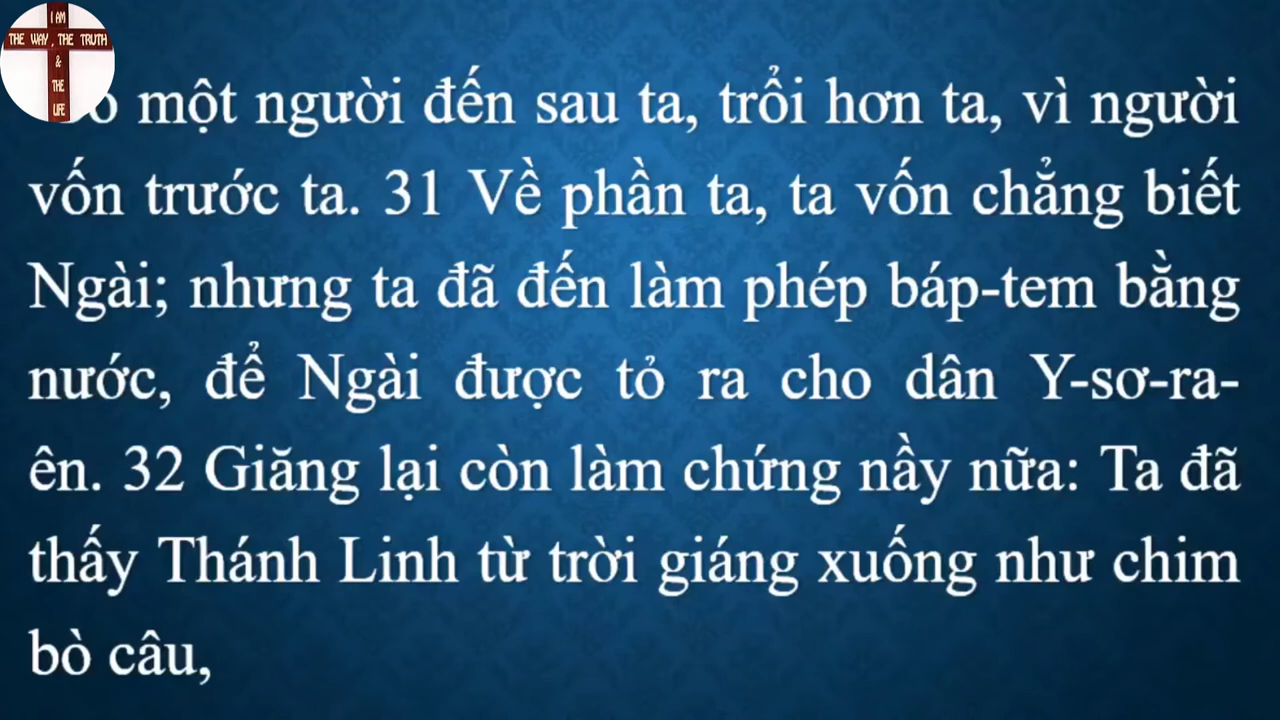 I AM
THE WAY, THE TRUTH
&
THE
LIFE
một người đến sau ta, trổi hơn ta, vì người
vốn trước ta. 31 Về phần ta, ta vốn chẳng biết
Ngài; nhưng ta đã đến làm phép báp-tem bằng
nước, để Ngài được tỏ ra cho dân Y-sơ-ra-
ên. 32 Giăng lại còn làm chứng nầy nữa: Ta đã
thấy Thánh Linh từ trời giáng xuống như chim
bò câu,